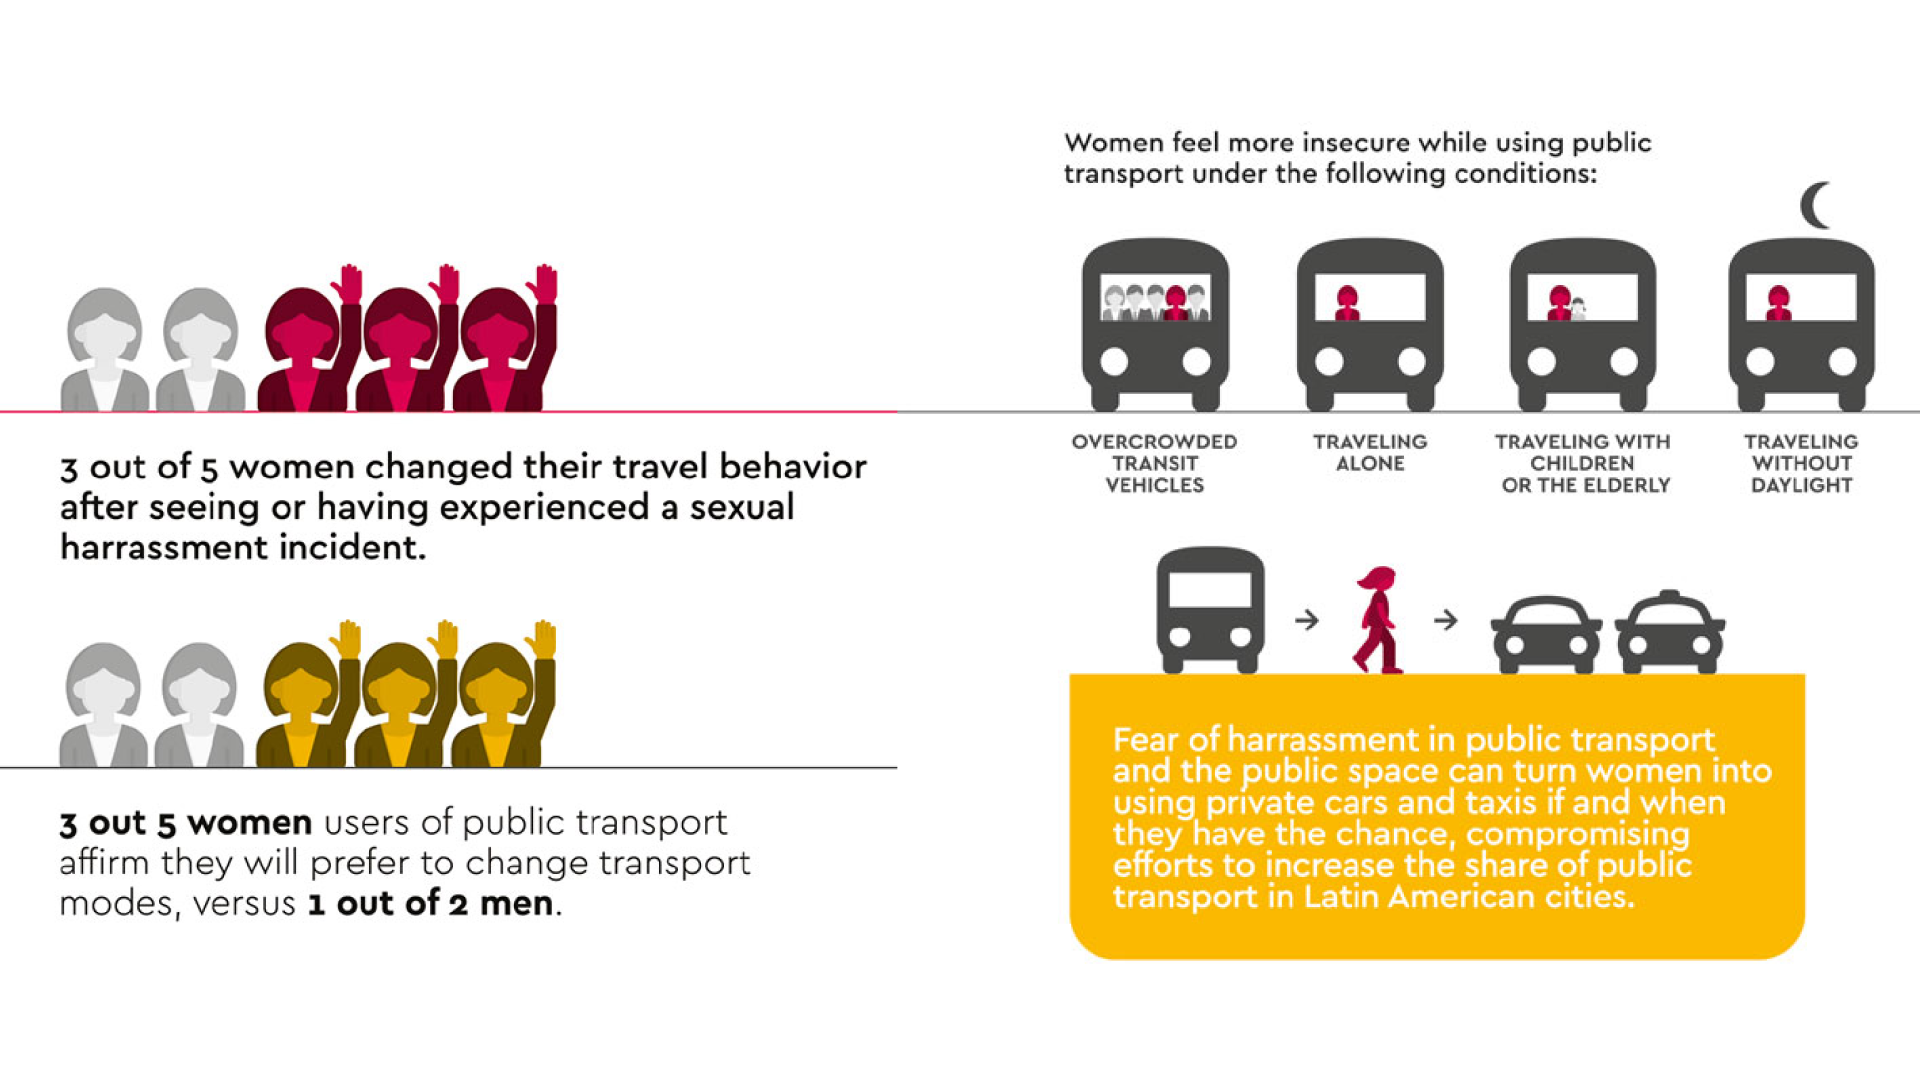 3 out of 5 women changed their travel behavior
after seeing or having experienced a sexual
harrassment incident.
3 out 5 women users of public transport
affirm they will prefer to change transport
modes, versus 1 out of 2 men.
Women feel more insecure while using public
transport under the following conditions:
OVERCROWDED
TRANSIT
VEHICLES
TRAVELING
ALONE
TRAVELING WITH
CHILDREN
OR THE ELDERLY
TRAVELING
WITHOUT
DAYLIGHT
Fear of harrassment in public transport
and the public space can turn women into
using private cars and taxis if and when
they have the chance, compromising
efforts to increase the share of public
transport in Latin American cities.